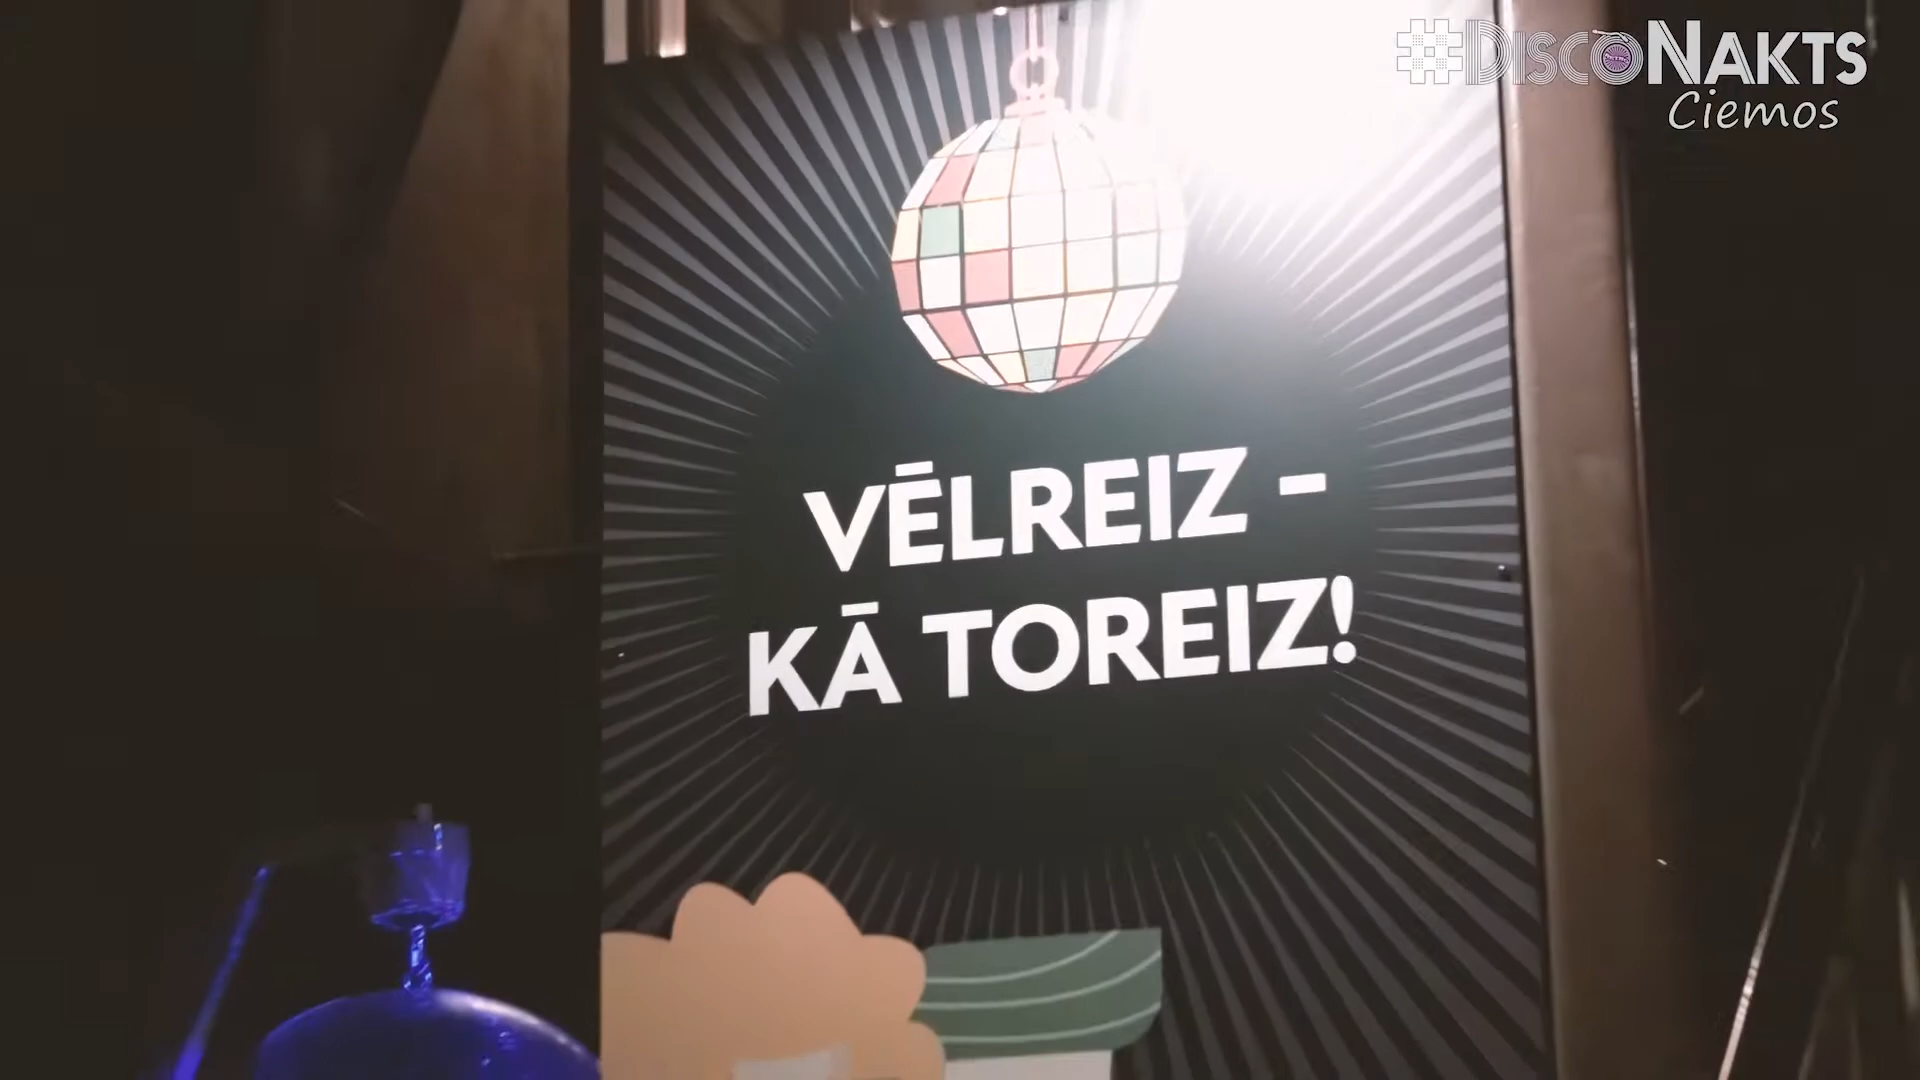 #DISCONAKTS
Ciemos
VĒLREIZ –
KĀ TOREIZ!